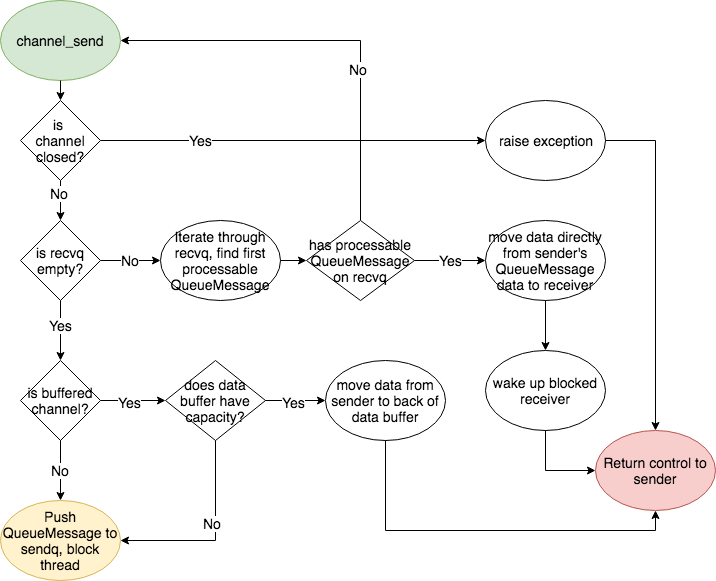 channel_send
No
is
channel
closed?
Yes
raise exception
No
is recvq
empty?
No
Iterate through
recvq, find first
processable
QueueMessage
has processable
QueueMessage
on recvq
Yes
move data directly
from sender's
QueueMessage
data to receiver
Yes
is buffered
channel?
Yes
does data
buffer have
capacity?
Yes
move data from
sender to back of
data buffer
wake up blocked
receiver
No
Return control to
sender
Push
QueueMessage to
sendq, block
thread
No